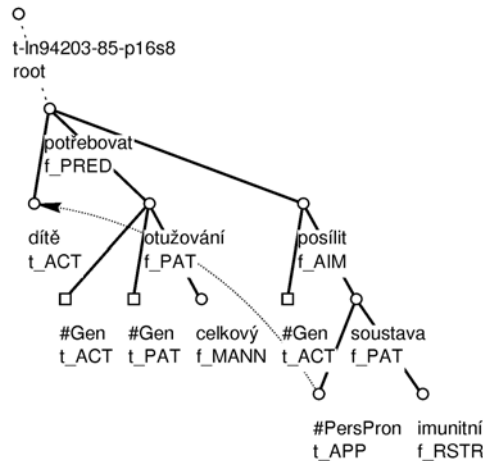 t-ln94203-85-p16s8
root
potřebovat
f_PRED
dítě
t_ACT
otužování
f_PAT
posílit
f_AIM
#Gen
t_ACT
#Gen
t_PAT
celkový
f_MANN
#Gen
t_ACT
soustava
f_PAT
#PersPron
t_APP
imunitní
f_RSTR